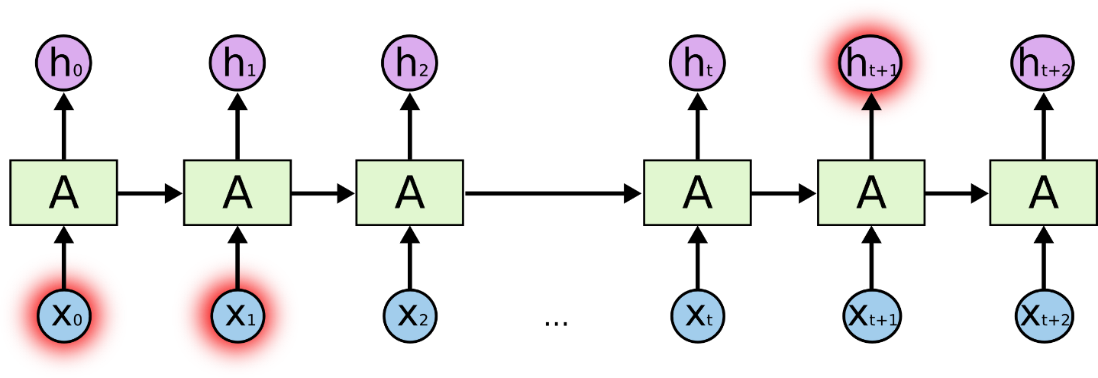 h₀ h₁ h₂ hₜ hₜ₊₁ hₜ₊₂
A A A A A A
x₀ x₁ x₂ ... xₜ xₜ₊₁ xₜ₊₂